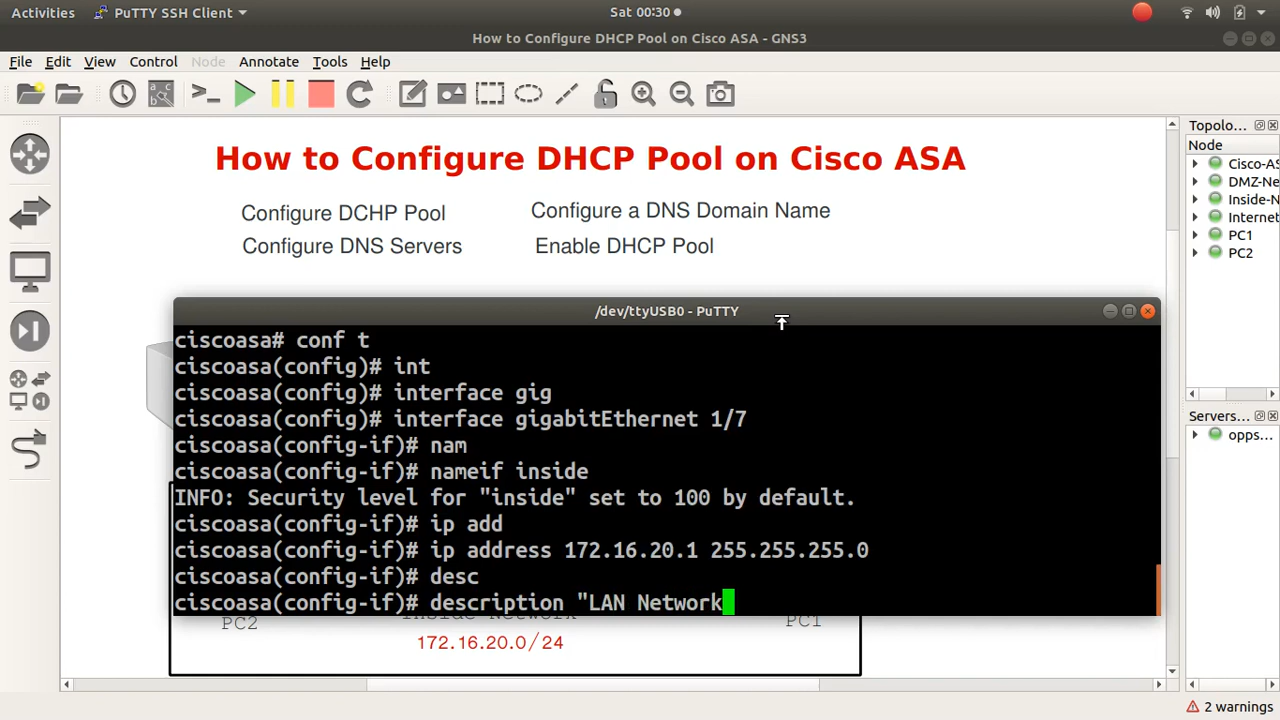 Activities PuTTY SSH Client Sat 00:30
How to Configure DHCP Pool on Cisco ASA - GNS3
File Edit View Control Node Annotate Tools Help
How to Configure DHCP Pool on Cisco ASA
Configure DCHP Pool Configure a DNS Domain Name
Configure DNS Servers Enable DHCP Pool
Topolo...
Node
Cisco-AS
DMZ-Ne
Inside-N
Internet
PC1
PC2
Servers...
opps...
/dev/ttyUSB0 - PuTTY
ciscoasa# conf t
ciscoasa(config)# int
ciscoasa(config)# interface gig
ciscoasa(config)# interface gigabitEthernet 1/7
ciscoasa(config-if)# nam
ciscoasa(config-if)# nameif inside
INFO: Security level for "inside" set to 100 by default.
ciscoasa(config-if)# ip add
ciscoasa(config-if)# ip address 172.16.20.1 255.255.255.0
ciscoasa(config-if)# desc
ciscoasa(config-if)# description "LAN Network
PC2 Inside Network PC1
172.16.20.0/24
2 warnings